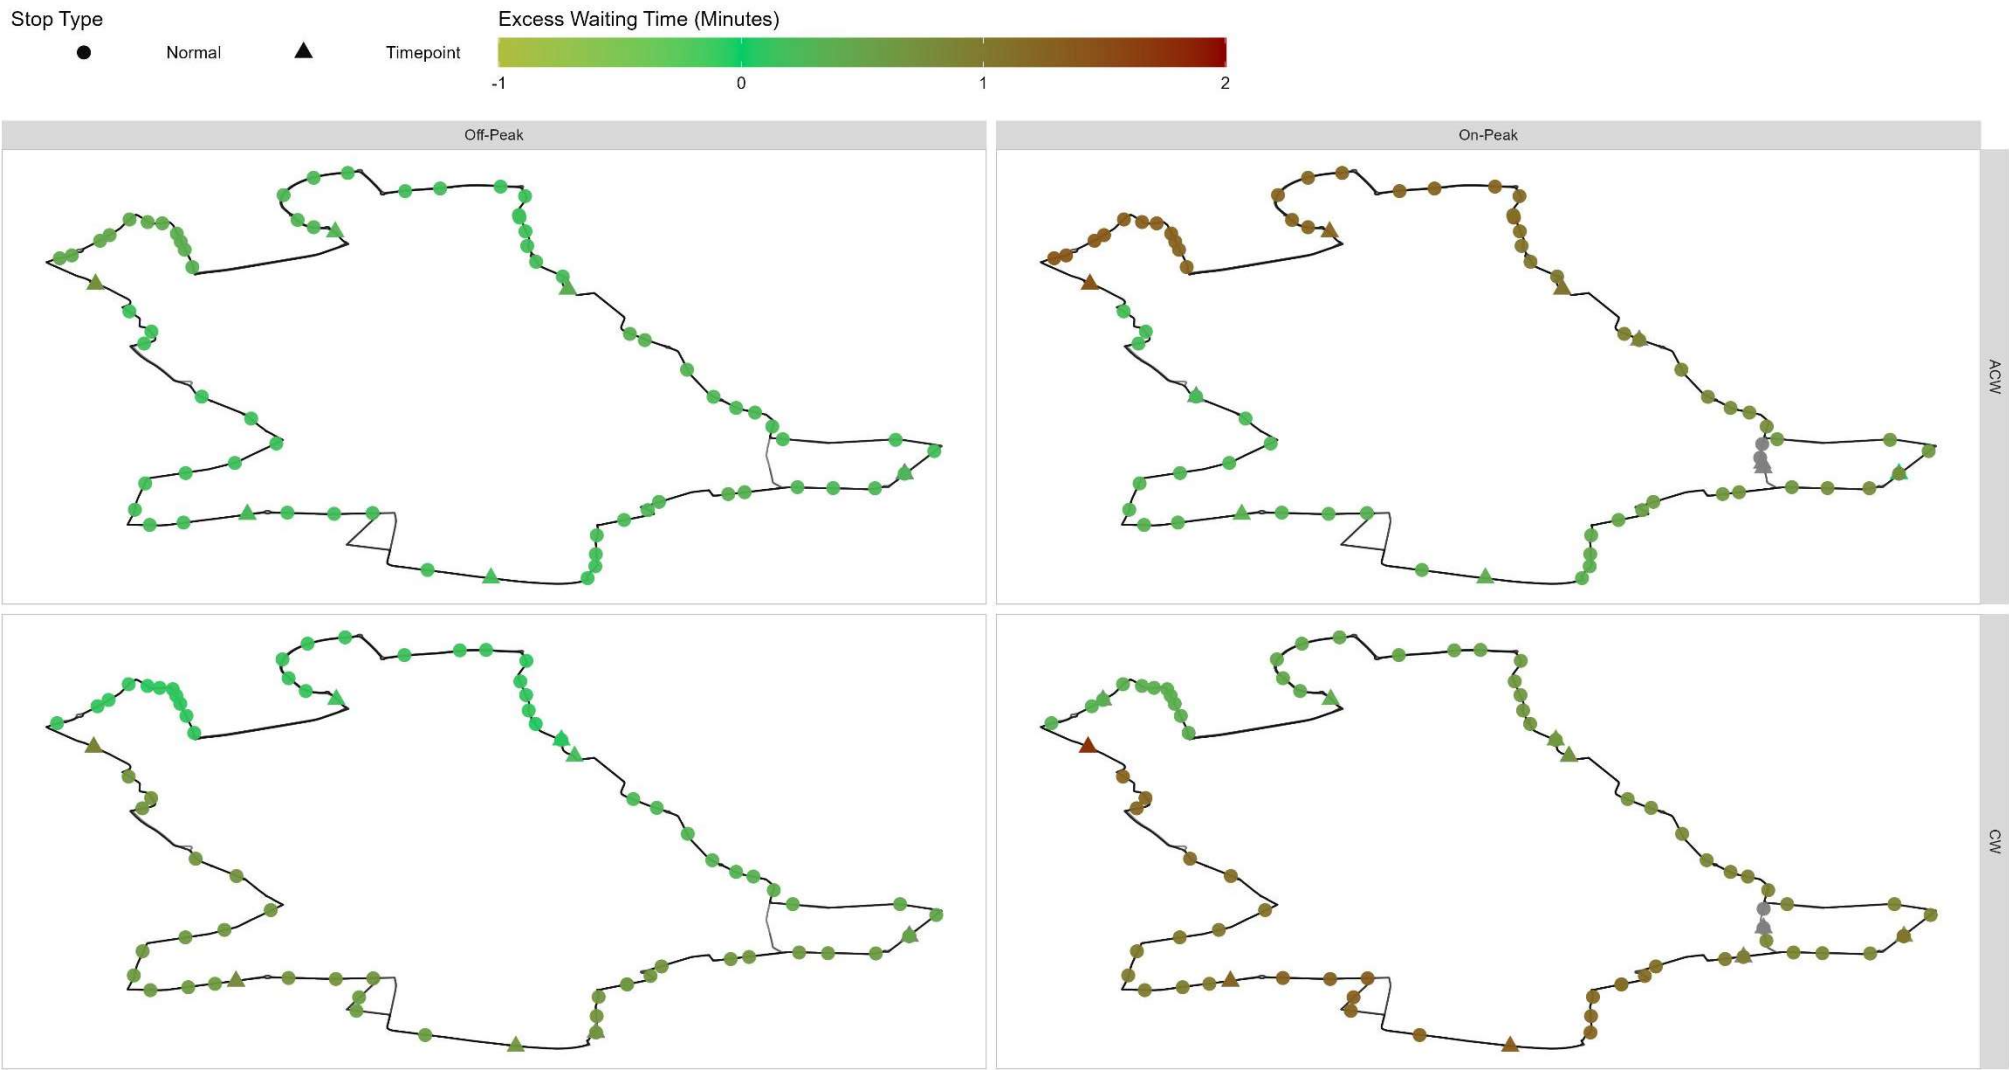 Stop Type
Normal
Timepoint
Excess Waiting Time (Minutes)
-1 0 1 2
Off-Peak
On-Peak
ACW
CW